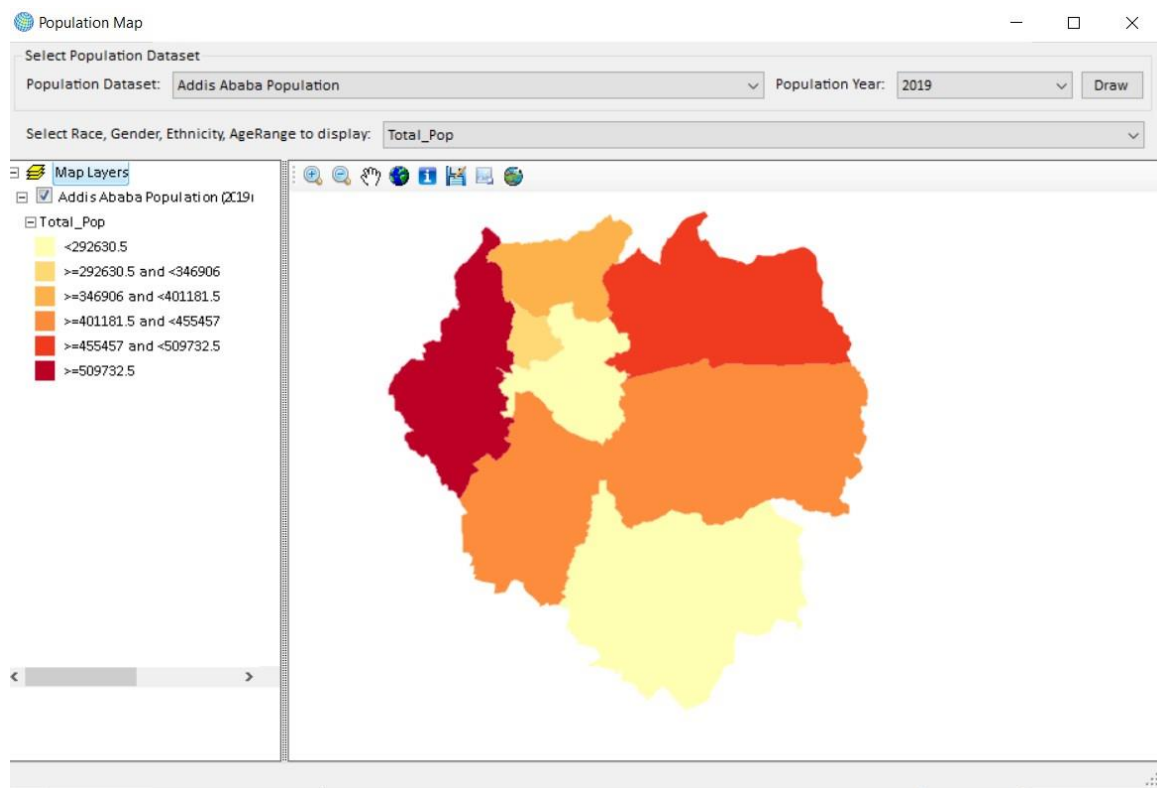 Population Map
Select Population Dataset
Population Dataset: Addis Ababa Population Population Year: 2019 Draw
Select Race, Gender, Ethnicity, AgeRange to display: Total_Pop
Map Layers
Addis Ababa Population (2019
Total_Pop
<292630.5
>=292630.5 and <346906
>=346906 and <401181.5
>=401181.5 and <455457
>=455457 and <509732.5
>=509732.5